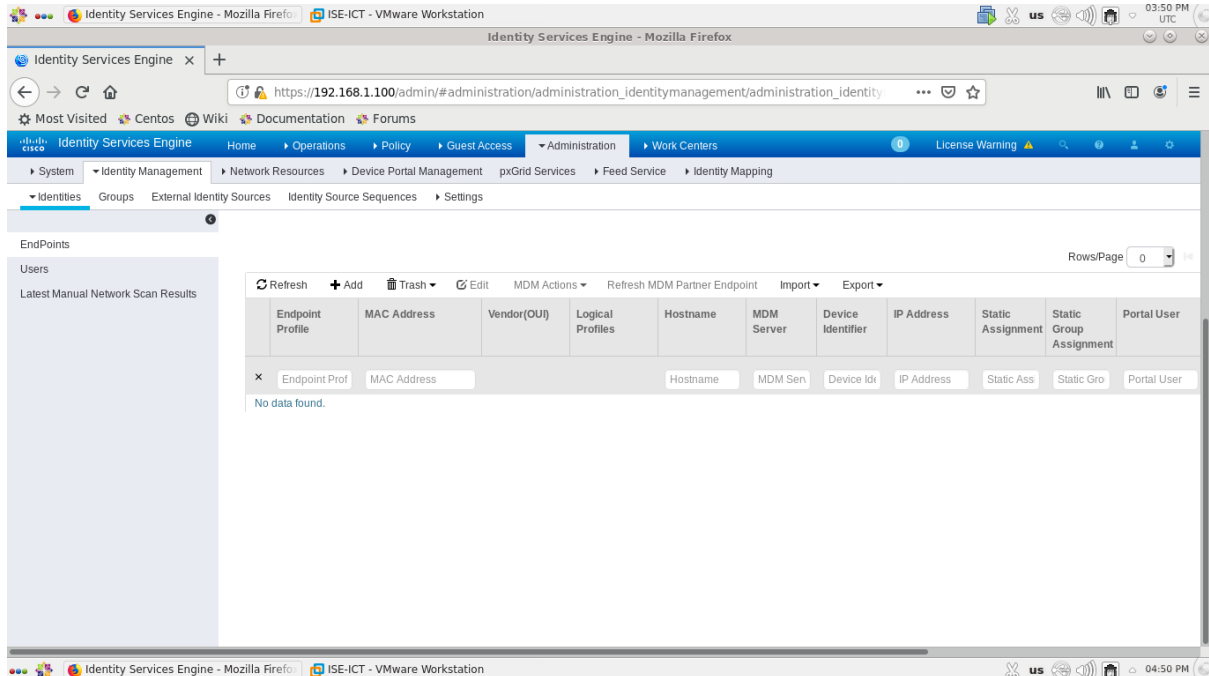 Identity Services Engine - Mozilla Firefo ISE-ICT - VMware Workstation us 03:50 PM
UTC
Identity Services Engine - Mozilla Firefox
Identity Services Engine
https://192.168.1.100/admin/#administration/administration_identitymanagement/administration_identity
Most Visited Centos Wiki Documentation Forums
cisco Identity Services Engine Home Operations Policy Guest Access Administration Work Centers 0 License Warning
System Identity Management Network Resources Device Portal Management pxGrid Services Feed Service Identity Mapping
Identities Groups External Identity Sources Identity Source Sequences Settings
EndPoints
Rows/Page 0
Users
Latest Manual Network Scan Results
Refresh Add Trash Edit MDM Actions Refresh MDM Partner Endpoint Import Export
Endpoint Profile MAC Address Vendor(OUI) Logical Profiles Hostname MDM Server Device Identifier IP Address Static Assignment Static Group Assignment Portal User
Endpoint Prof MAC Address Hostname MDM Serv Device Ide IP Address Static Ass Static Gro Portal User
No data found.
Identity Services Engine - Mozilla Firefo ISE-ICT - VMware Workstation us 04:50 PM